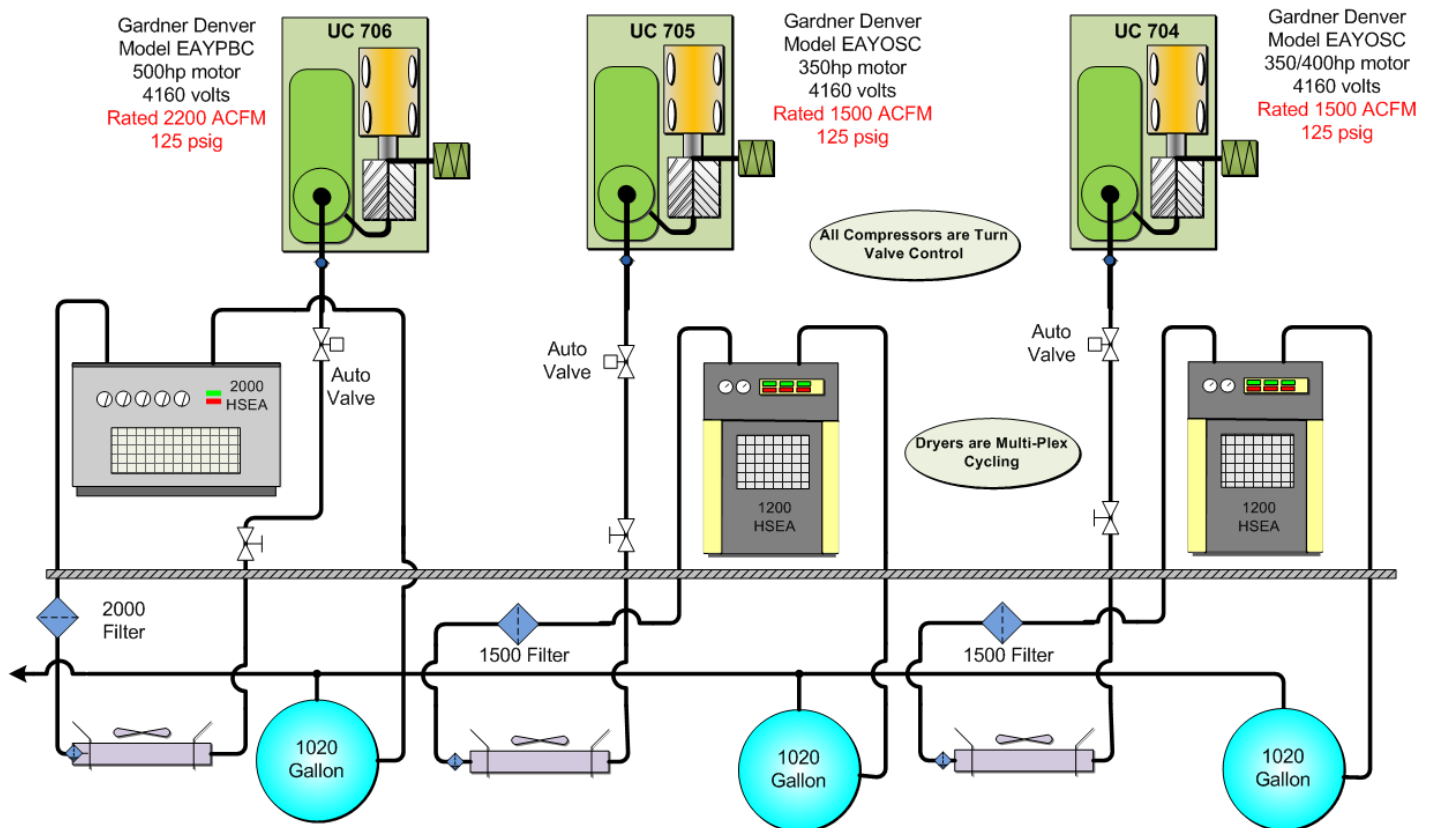 Gardner Denver
Model EAYPBC
500hp motor
4160 volts
Rated 2200 ACFM
125 psig
UC 706
UC 705
Gardner Denver
Model EAYOSC
350hp motor
4160 volts
Rated 1500 ACFM
125 psig
UC 704
Gardner Denver
Model EAYOSC
350/400hp motor
4160 volts
Rated 1500 ACFM
125 psig
All Compressors are Turn
Valve Control
2000
HSEA
Auto
Valve
Auto
Valve
Auto
Valve
Dryers are Multi-Plex
Cycling
1200
HSEA
1200
HSEA
2000
Filter
1500 Filter
1500 Filter
1020
Gallon
1020
Gallon
1020
Gallon